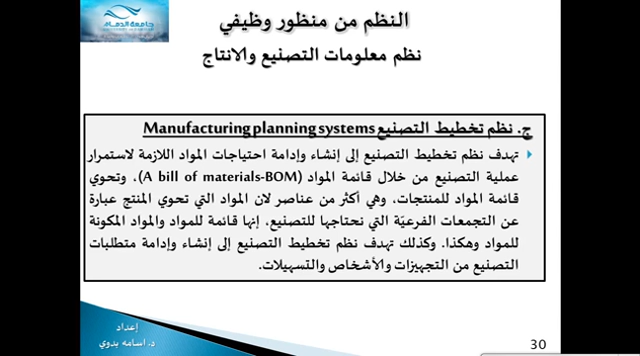 جامعة الدمام
النظم من منظور وظيفي
نظم معلومات التصنيع والانتاج
ج. نظم تخطيط التصنيع Manufacturing planning systems
تهدف نظم تخطيط التصنيع إلى إنشاء وإدامة احتياجات المواد اللازمة لاستمرار
عملية التصنيع من خلال قائمة المواد (A bill of materials-BOM)، وتحوي
قائمة المواد للمنتجات، وهي أكثر من عناصر لان المواد التي تحوي المنتج عبارة
عن التجمعات الفرعيّة التي نحتاجها للتصنيع، إنها قائمة للمواد والمواد المكونة
للمواد وهكذا. وكذلك تهدف نظم تخطيط التصنيع إلى إنشاء وإدامة متطلبات
التصنيع من التجهيزات والأشخاص والتسهيلات.
إعداد
د. اسامه بدوي
30